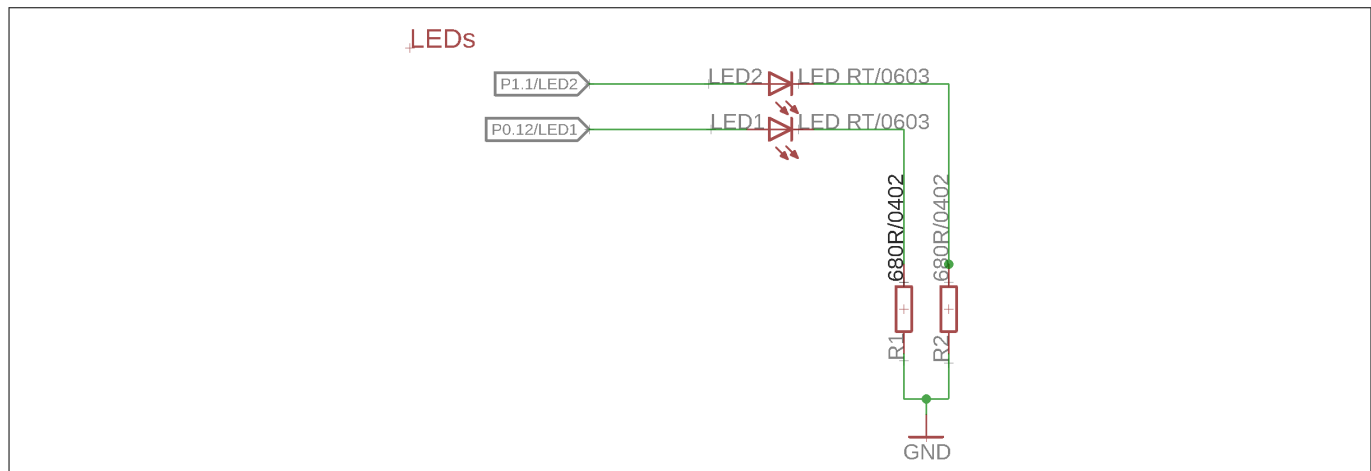 LEDs
P1.1/LED2
LED2
LED RT/0603
P0.12/LED1
LED1
LED RT/0603
680R/0402
680R/0402
R1
R2
GND